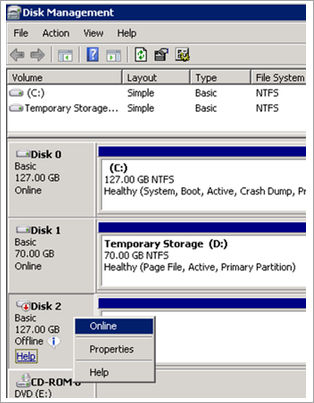 Disk Management
File Action View Help
Volume Layout Type File System
(C:) Simple Basic NTFS
Temporary Storage... Simple Basic NTFS
Disk 0
Basic
127.00 GB
Online
(C:)
127.00 GB NTFS
Healthy (System, Boot, Active, Crash Dump, Pr
Disk 1
Basic
70.00 GB
Online
Temporary Storage (D:)
70.00 GB NTFS
Healthy (Page File, Active, Primary Partition)
Disk 2
Basic
127.00 GB
Offline
Help
Online
Properties
Help
CD-ROM 0
DVD (E:)